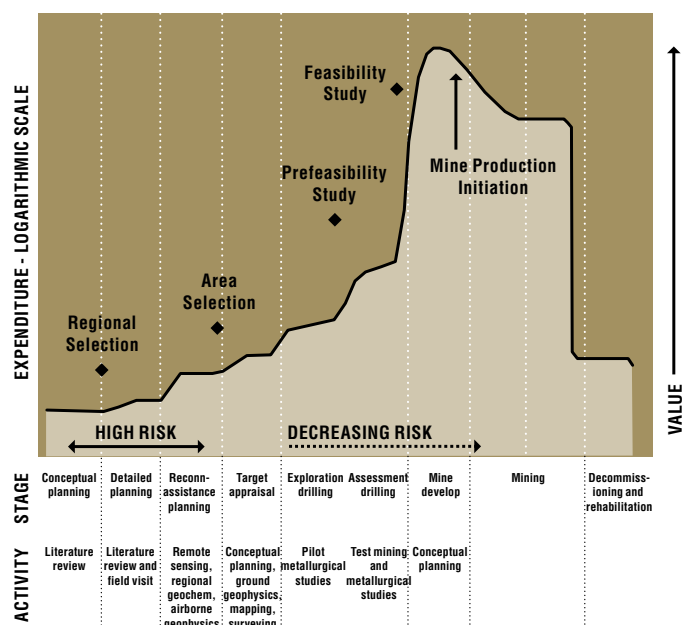 EXPENDITURE - LOGARITHMIC SCALE
Feasibility
Study
Prefeasibility
Study
Mine Production
Initiation
Area
Selection
Regional
Selection
HIGH RISK
DECREASING RISK
VALUE
STAGE
Conceptual
planning
Detailed
planning
Reconn-
assistance
planning
Target
appraisal
Exploration
drilling
Assessment
drilling
Mine
develop
Mining
Decommiss-
ioning and
rehabilitation
ACTIVITY
Literature
review
Literature
review and
field visit
Remote
sensing,
regional
geochem,
airborne
geophysics
Conceptual
planning,
ground
geophysics,
mapping,
surveying
Pilot
metallurgical
studies
Test mining
and
metallurgical
studies
Conceptual
planning